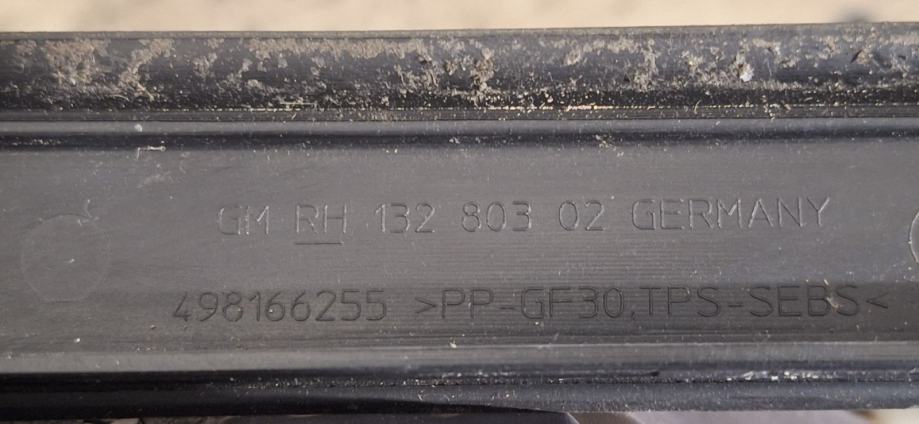 GM RH 132 803 02 GERMANY
498166255 >PP-GF30.TPS-SEBS<